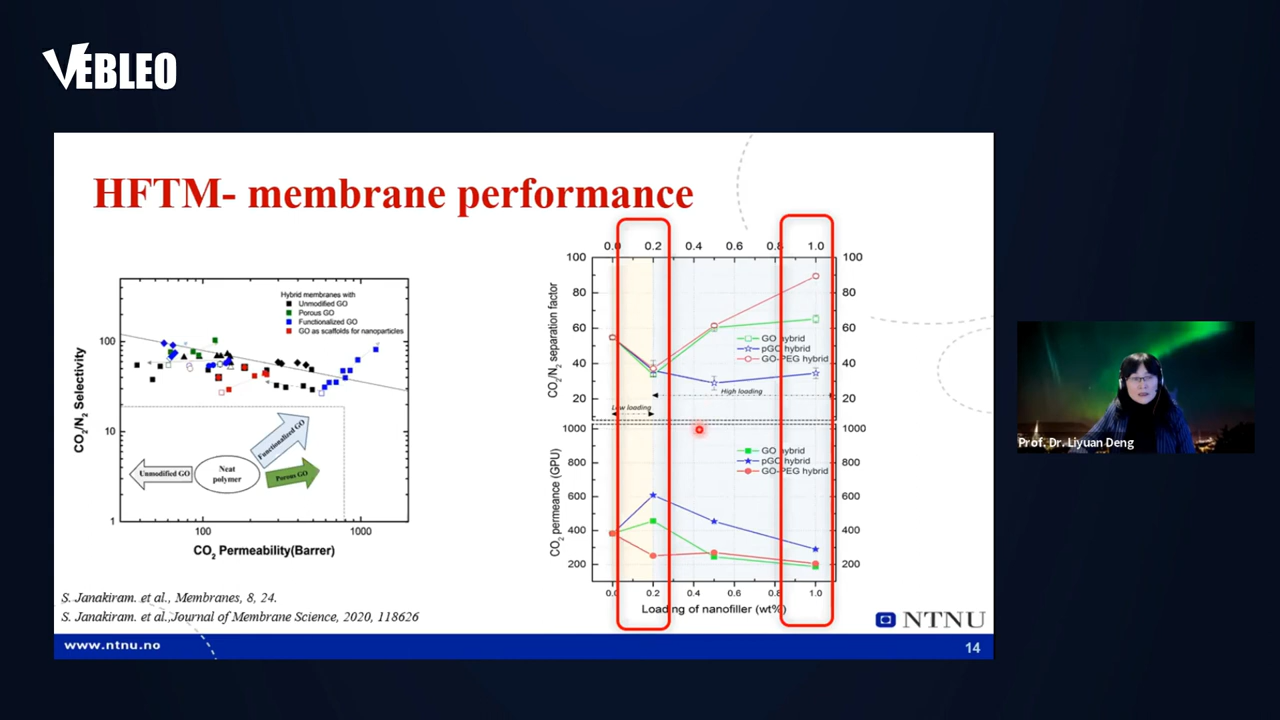 VEBLEO
HFTM- membrane performance
Hybrid membranes with
Unmodified GO
Porous GO
Functionalized GO
GO as scaffolds for nanoparticles
CO2/N2 Selectivity
100
10
1
Unmodified GO
Neat polymer
Functionalized GO
Porous GO
100 1000
CO2 Permeability(Barrer)
0.0 0.2 0.4 0.6 0.8 1.0
CO2/N2 separation factor
100 100
80 80
60 60
40 40
20 20
GO hybrid
pGO hybrid
GO-PEG hybrid
High loading
Low loading
CO2 permeance (GPU)
1000 1000
800 800
600 600
400 400
200 200
GO hybrid
pGO hybrid
GO-PEG hybrid
0.0 0.2 0.4 0.6 0.8 1.0
Loading of nanofiller (wt%)
S. Janakiram. et al., Membranes, 8, 24.
S. Janakiram. et al.,Journal of Membrane Science, 2020, 118626
NTNU
www.ntnu.no
14
Prof. Dr. Liyuan Deng